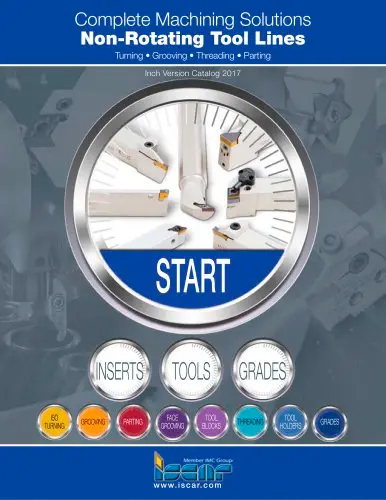 Complete Machining Solutions
Non-Rotating Tool Lines
Turning • Grooving • Threading • Parting
Inch Version Catalog 2017
START
INSERTS TOOLS GRADES
ISO TURNING
GROOVING
PARTING
FACE GROOVING
TOOL BLOCKS
THREADING
TOOL HOLDERS
GRADES
Member IMC Group
iscar
www.iscar.com